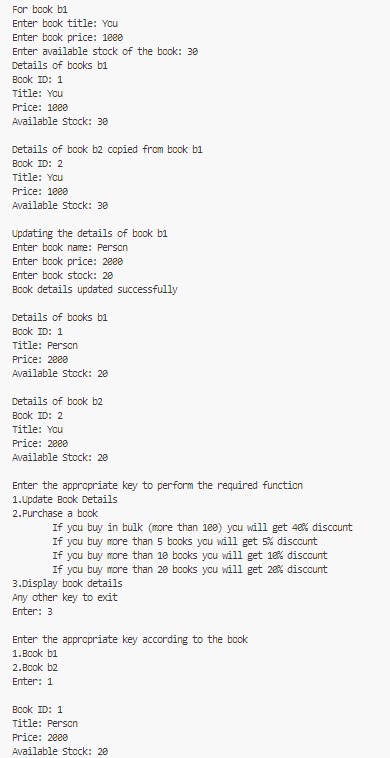 For book b1
Enter book title: You
Enter book price: 1000
Enter available stock of the book: 30
Details of books b1
Book ID: 1
Title: You
Price: 1000
Available Stock: 30
Details of book b2 copied from book b1
Book ID: 2
Title: You
Price: 1000
Available Stock: 30
Updating the details of book b1
Enter book name: Person
Enter book price: 2000
Enter book stock: 20
Book details updated successfully
Details of books b1
Book ID: 1
Title: Person
Price: 2000
Available Stock: 20
Details of book b2
Book ID: 2
Title: You
Price: 2000
Available Stock: 20
Enter the appropriate key to perform the required function
1.Update Book Details
2.Purchase a book
If you buy in bulk (more than 100) you will get 40% discount
If you buy more than 5 books you will get 5% discount
If you buy more than 10 books you will get 10% discount
If you buy more than 20 books you will get 20% discount
3.Display book details
Any other key to exit
Enter: 3
Enter the appropriate key according to the book
1.Book b1
2.Book b2
Enter: 1
Book ID: 1
Title: Person
Price: 2000
Available Stock: 20